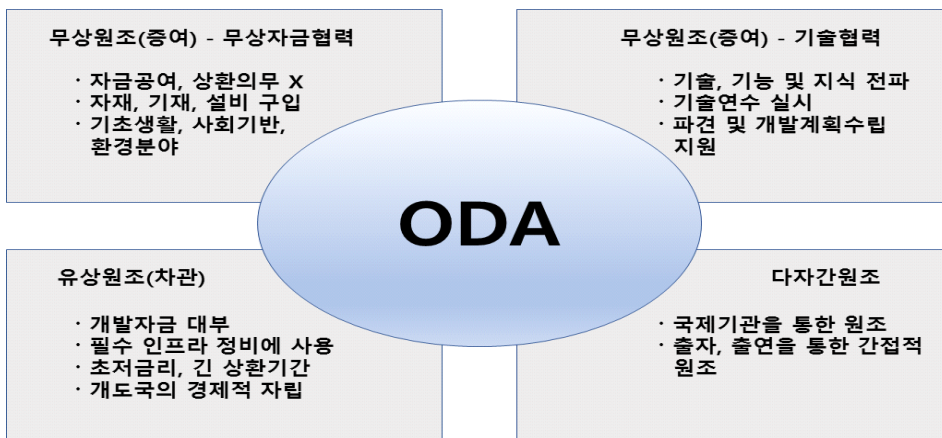 무상원조(증여) - 무상자금협력
· 자금공여, 상환의무 X
· 자재, 기재, 설비 구입
· 기초생활, 사회기반,
환경분야
무상원조(증여) - 기술협력
· 기술, 기능 및 지식 전파
· 기술연수 실시
· 파견 및 개발계획수립
지원
ODA
유상원조(차관)
· 개발자금 대부
· 필수 인프라 정비에 사용
· 초저금리, 긴 상환기간
· 개도국의 경제적 자립
다자간원조
· 국제기관을 통한 원조
· 출자, 출연을 통한 간접적
원조